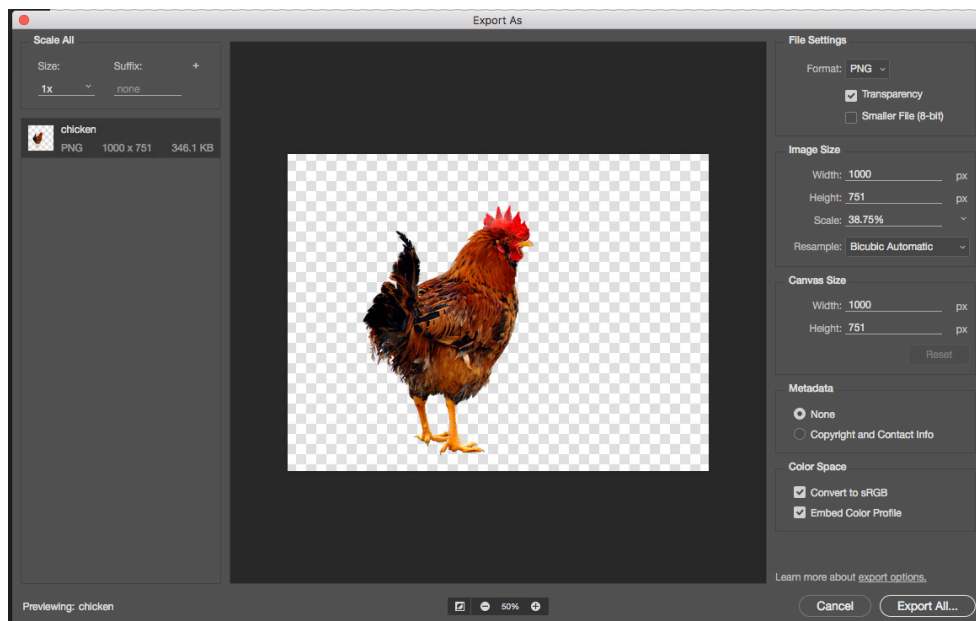 Export As
Scale All
Size: Suffix: +
1x none
chicken
PNG 1000 x 751 346.1 KB
File Settings
Format: PNG
Transparency
Smaller File (8-bit)
Image Size
Width: 1000 px
Height: 751 px
Scale: 38.75%
Resample: Bicubic Automatic
Canvas Size
Width: 1000 px
Height: 751 px
Reset
Metadata
None
Copyright and Contact Info
Color Space
Convert to sRGB
Embed Color Profile
Learn more about export options.
Previewing: chicken
50%
Cancel Export All...